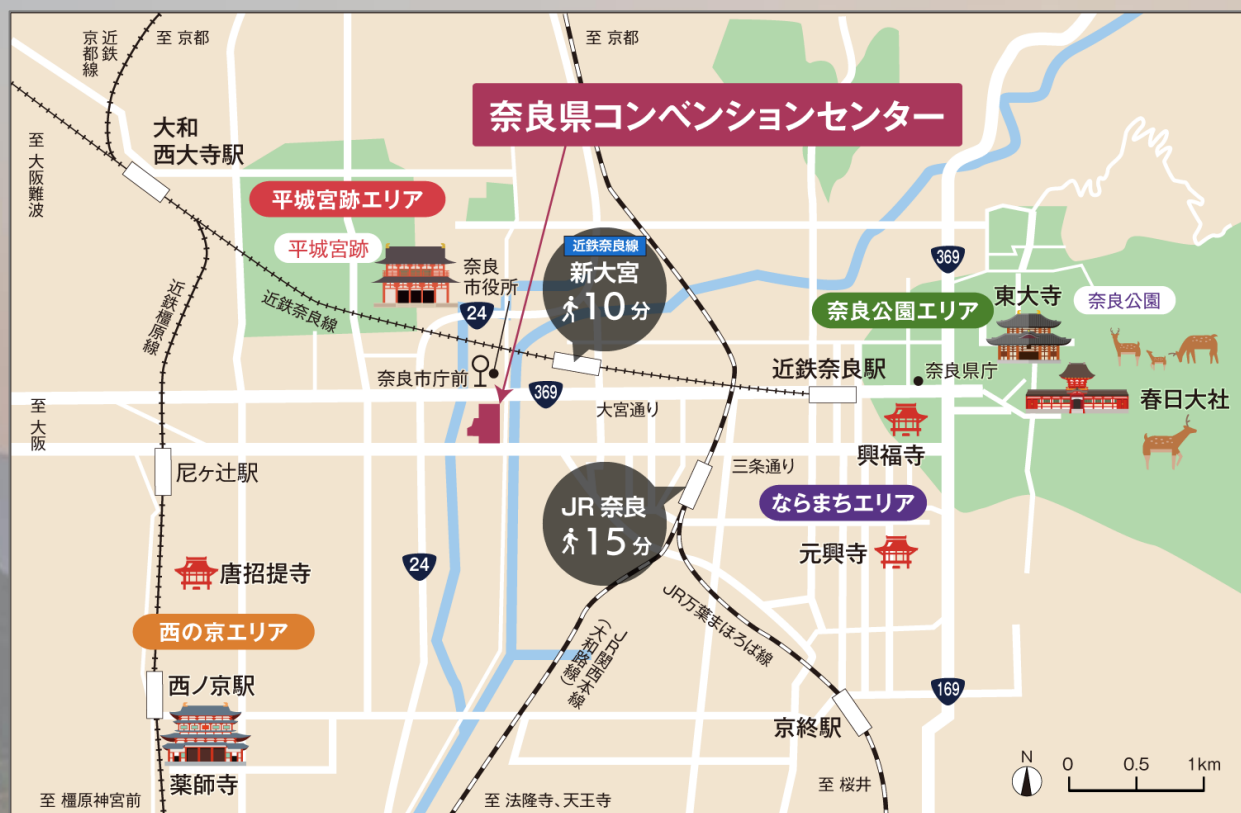 近鉄
京都線
至 京都
至 京都
奈良県コンベンションセンター
大和
西大寺駅
至 大阪難波
平城宮跡エリア
平城宮跡
近鉄奈良線
新大宮
10分
奈良
市役所
24
369
奈良公園エリア
東大寺
奈良公園
近鉄橿原線
近鉄奈良線
奈良市庁前
369
大宮通り
近鉄奈良駅
奈良県庁
春日大社
至 大阪
興福寺
尼ヶ辻駅
三条通り
JR 奈良
15分
ならまちエリア
元興寺
24
唐招提寺
西の京エリア
JR万葉まほろば線
JR関西本線
(大和路線)
西ノ京駅
169
京終駅
薬師寺
至 橿原神宮前
至 法隆寺、天王寺
至 桜井
N
0 0.5 1km